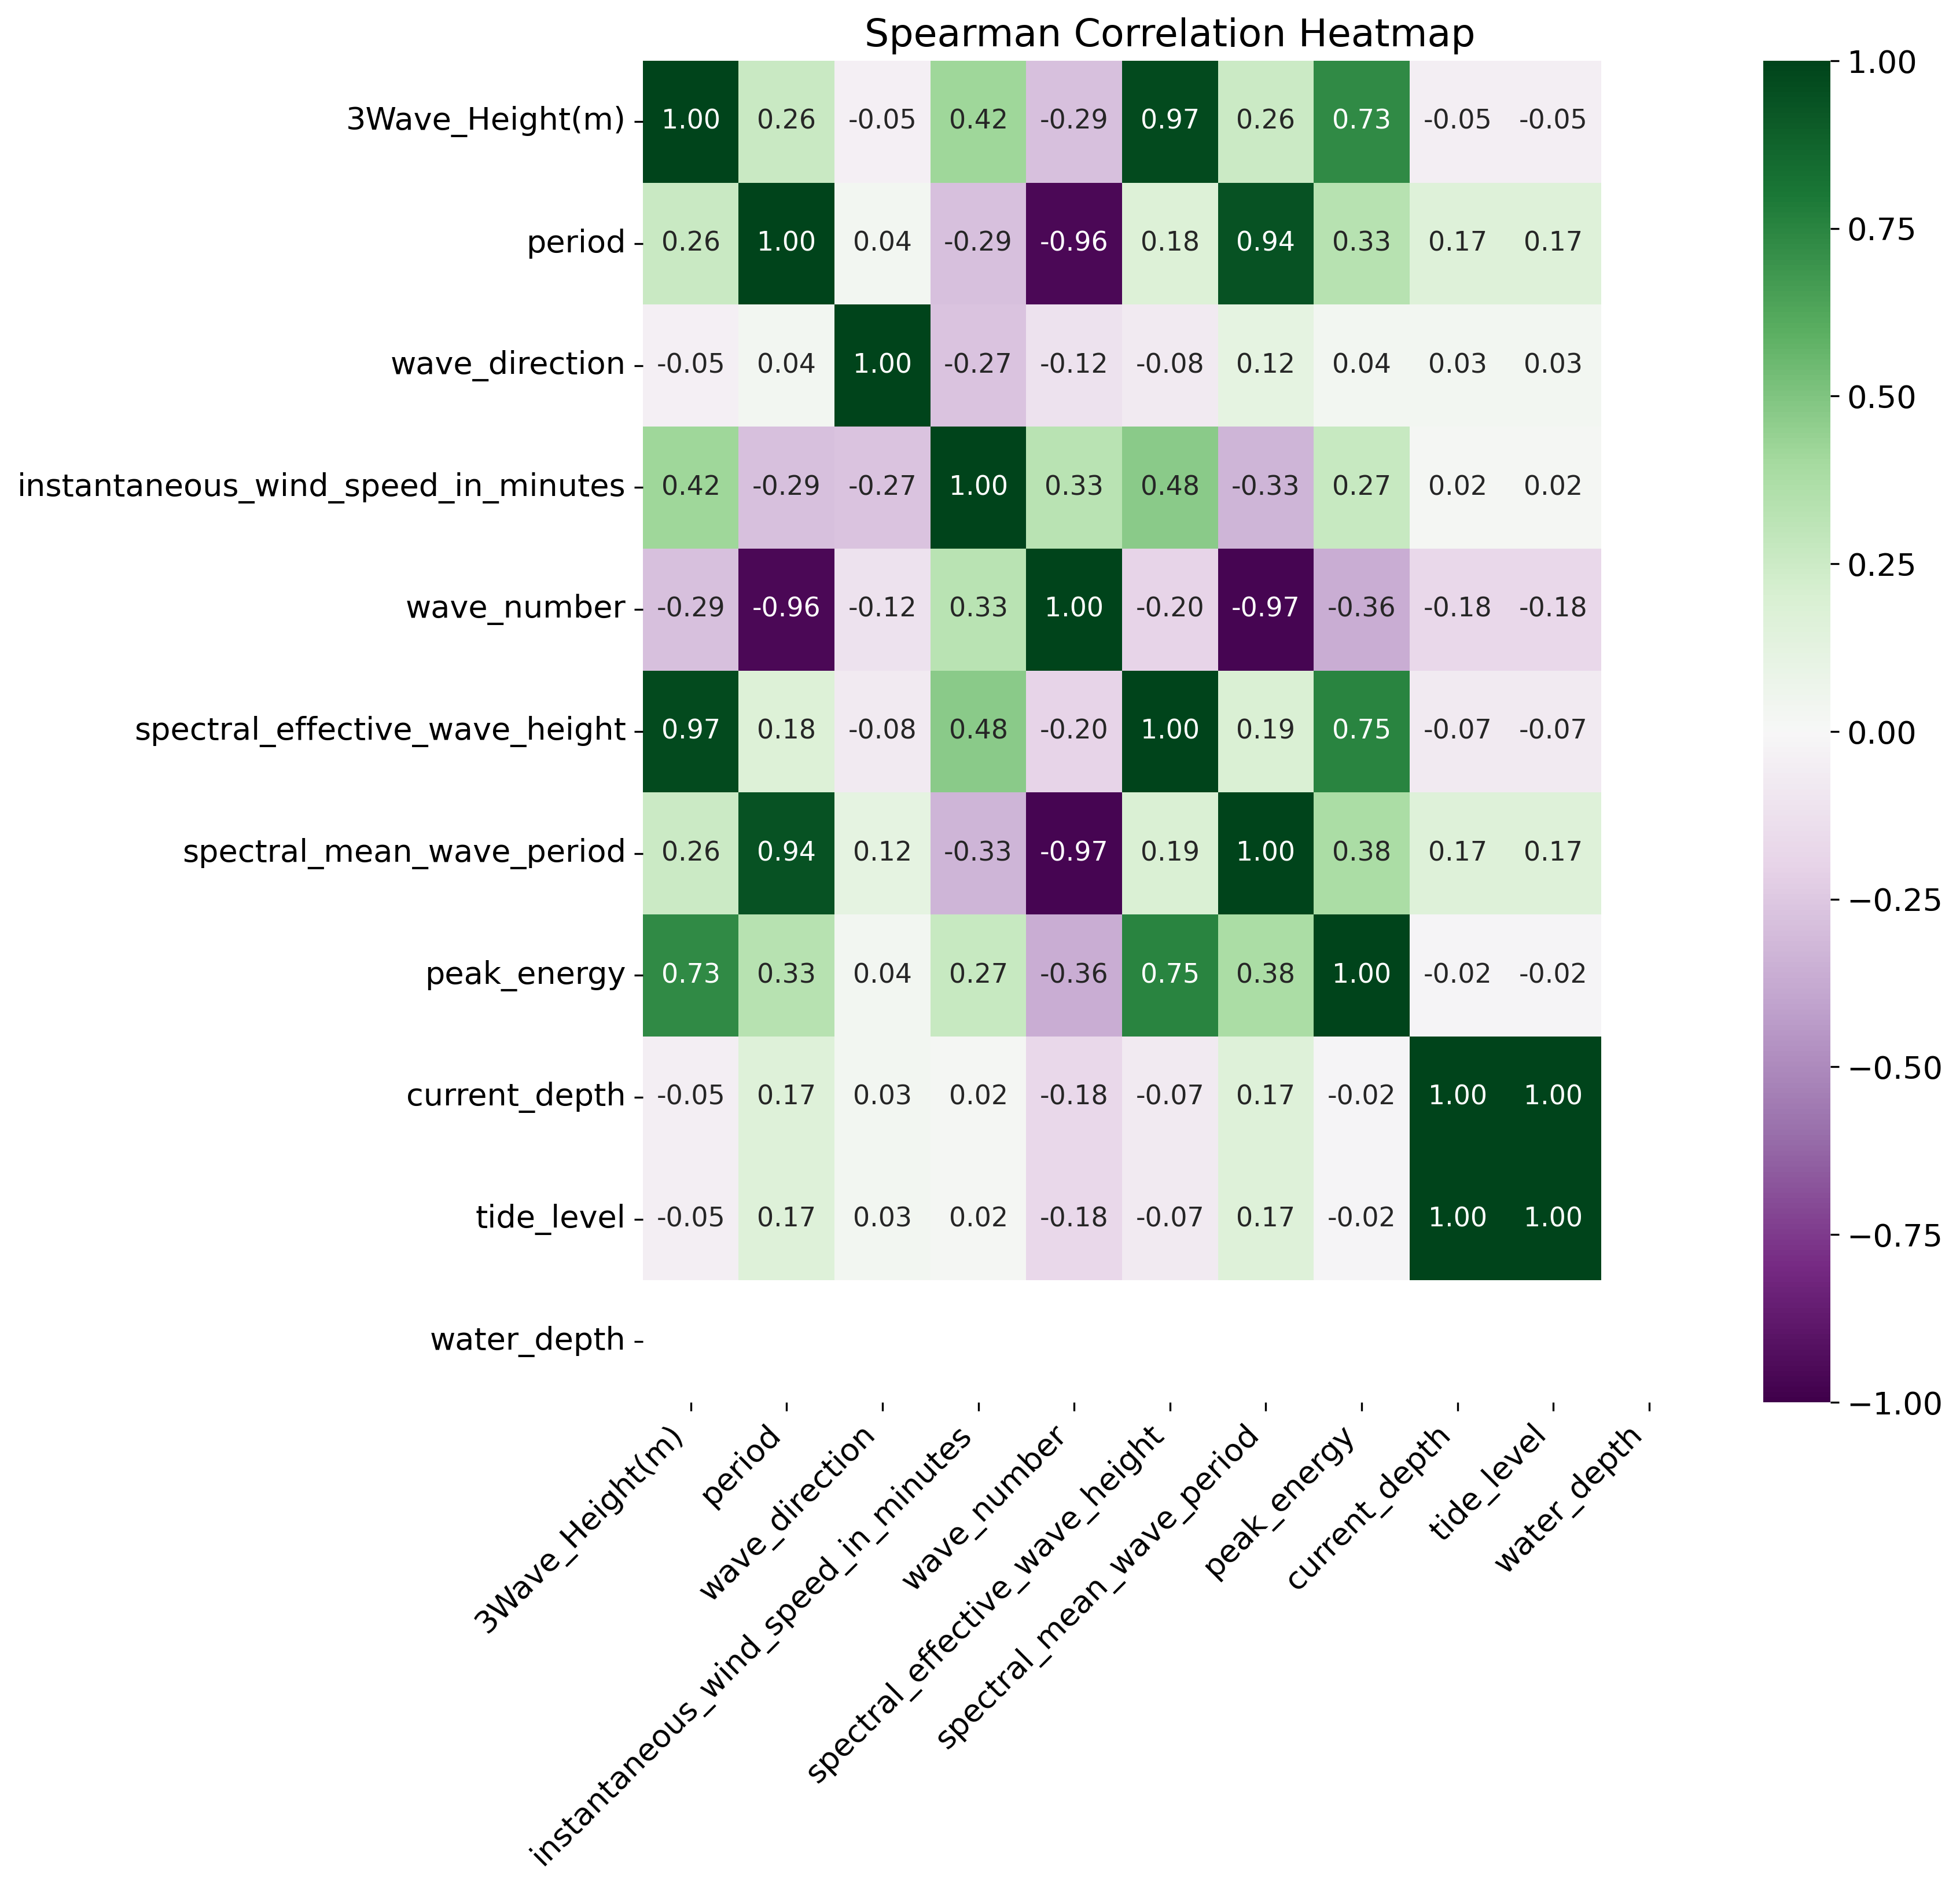 Spearman Correlation Heatmap
3Wave_Height(m) 1.00 0.26 -0.05 0.42 -0.29 0.97 0.26 0.73 -0.05 -0.05
period 0.26 1.00 0.04 -0.29 -0.96 0.18 0.94 0.33 0.17 0.17
wave_direction -0.05 0.04 1.00 -0.27 -0.12 -0.08 0.12 0.04 0.03 0.03
instantaneous_wind_speed_in_minutes 0.42 -0.29 -0.27 1.00 0.33 0.48 -0.33 0.27 0.02 0.02
wave_number -0.29 -0.96 -0.12 0.33 1.00 -0.20 -0.97 -0.36 -0.18 -0.18
spectral_effective_wave_height 0.97 0.18 -0.08 0.48 -0.20 1.00 0.19 0.75 -0.07 -0.07
spectral_mean_wave_period 0.26 0.94 0.12 -0.33 -0.97 0.19 1.00 0.38 0.17 0.17
peak_energy 0.73 0.33 0.04 0.27 -0.36 0.75 0.38 1.00 -0.02 -0.02
current_depth -0.05 0.17 0.03 0.02 -0.18 -0.07 0.17 -0.02 1.00 1.00
tide_level -0.05 0.17 0.03 0.02 -0.18 -0.07 0.17 -0.02 1.00 1.00
water_depth
3Wave_Height(m)
period
wave_direction
instantaneous_wind_speed_in_minutes
wave_number
spectral_effective_wave_height
spectral_mean_wave_period
peak_energy
current_depth
tide_level
water_depth
1.00
0.75
0.50
0.25
0.00
−0.25
−0.50
−0.75
−1.00